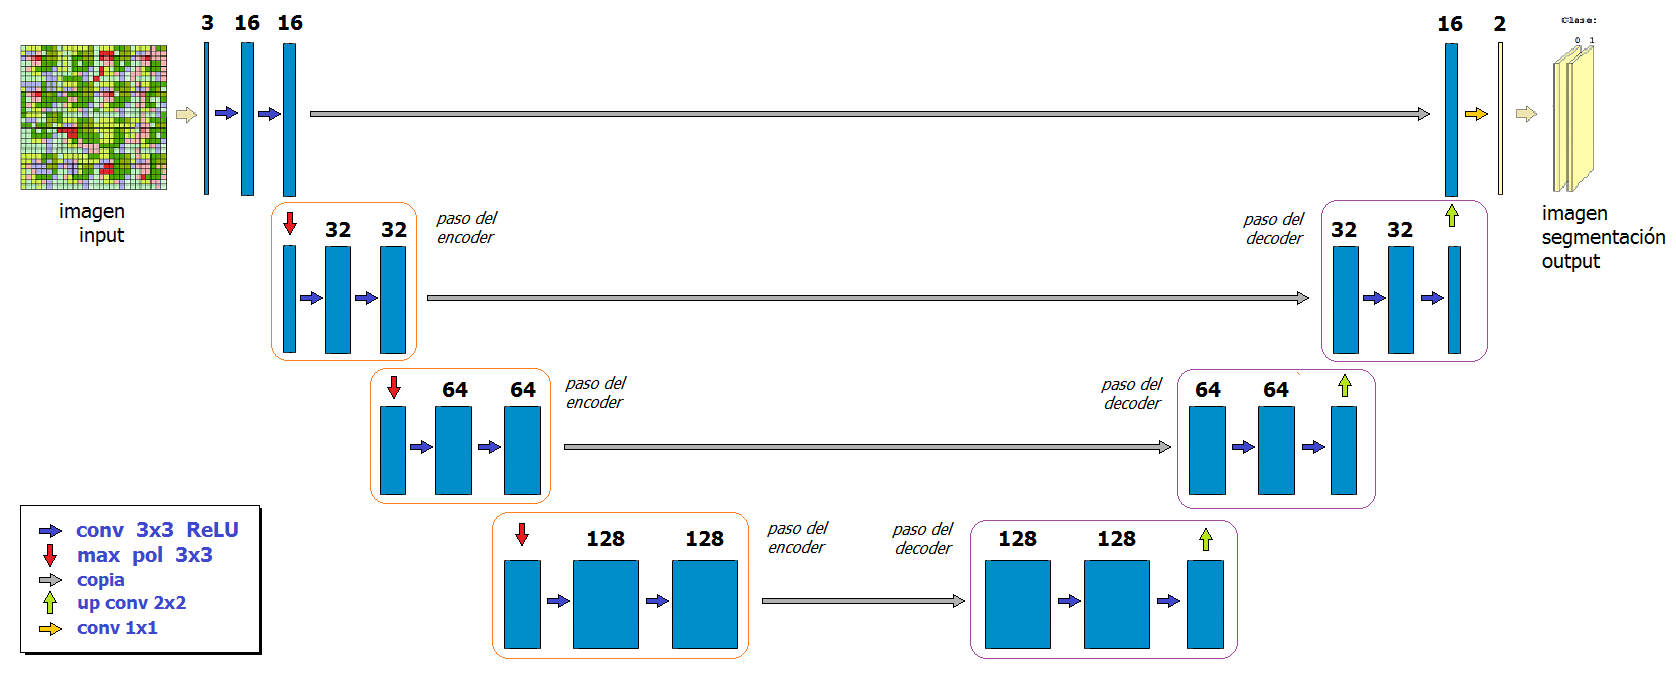 3 16 16
16 2
Clase:
0 1
imagen
input
imagen
segmentación
output
32 32
paso del
encoder
paso del
decoder
32 32
64 64
paso del
encoder
paso del
decoder
64 64
128 128
paso del
encoder
paso del
decoder
128 128
conv 3x3 ReLU
max pol 3x3
copia
up conv 2x2
conv 1x1